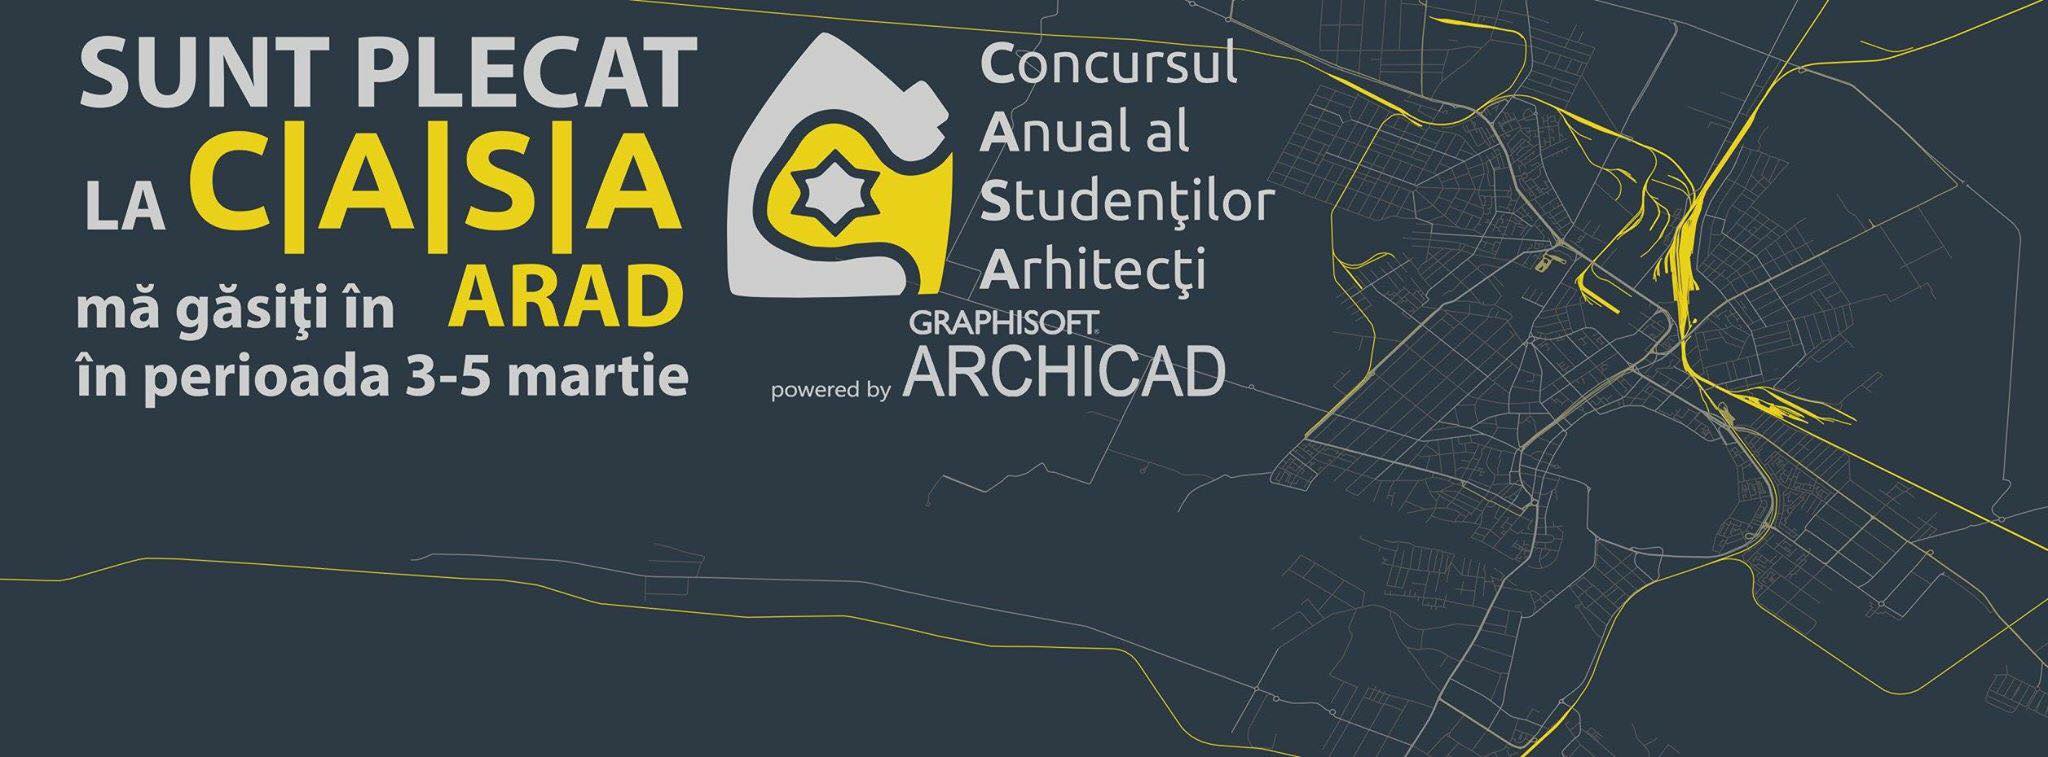 SUNT PLECAT
LA C|A|S|A
mă găsiţi în ARAD
în perioada 3-5 martie
Concursul
Anual al
Studenţilor
Arhitecţi
GRAPHISOFT®
powered by ARCHICAD